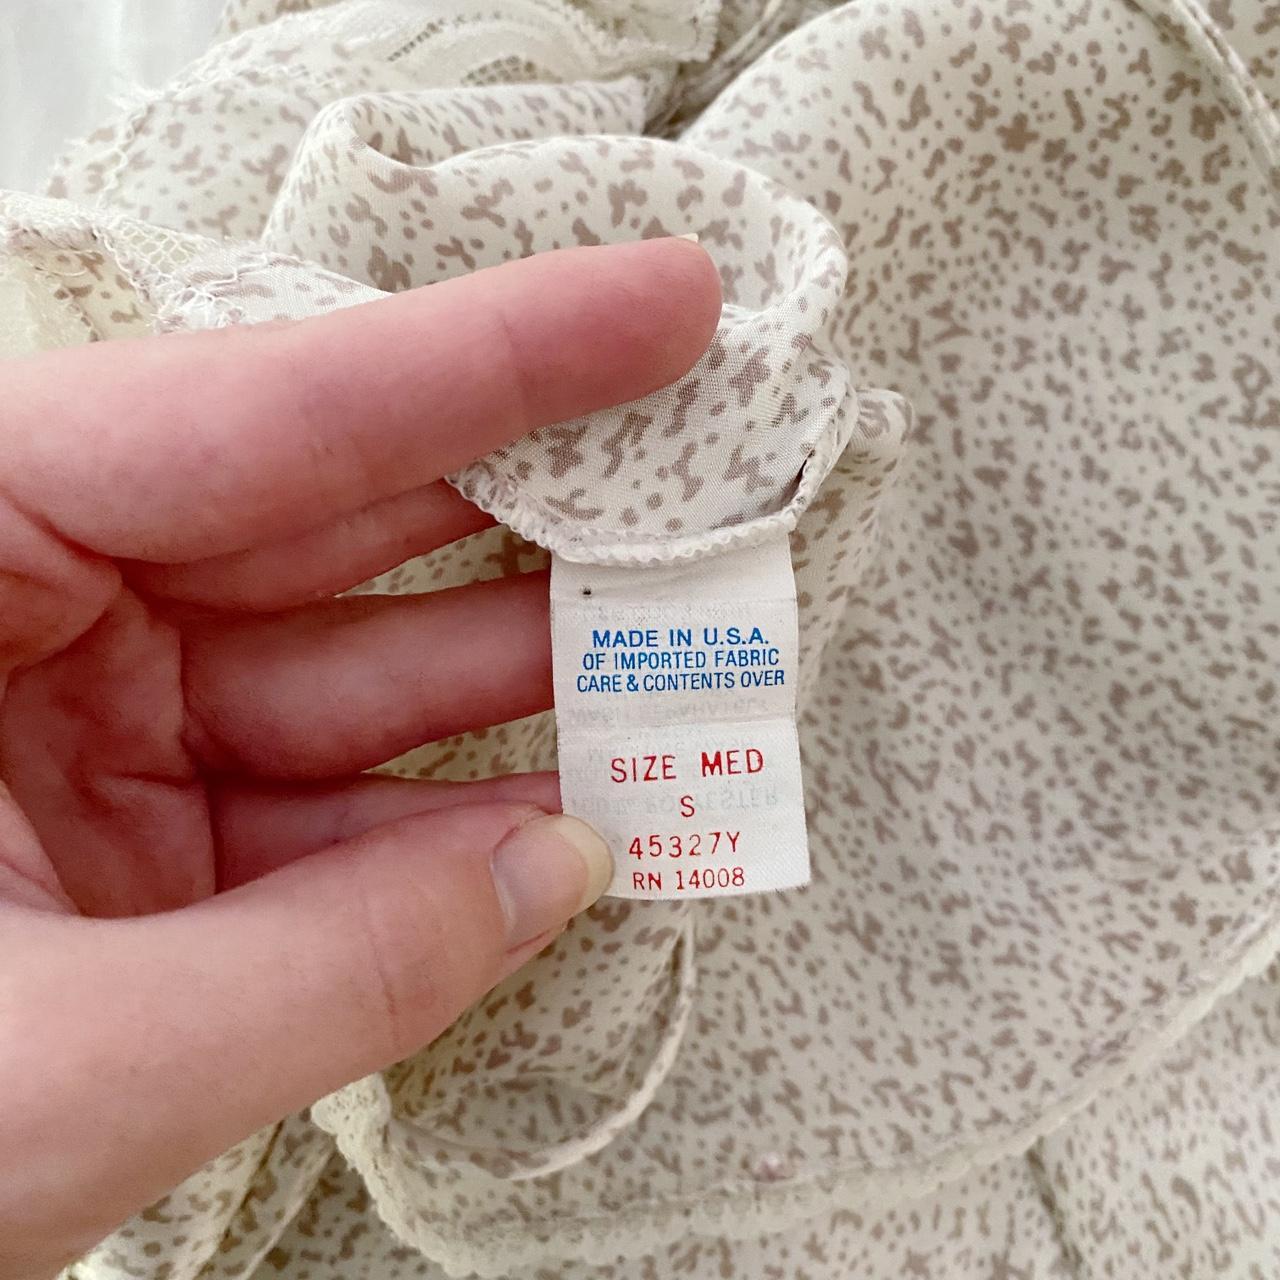 MADE IN U.S.A.
OF IMPORTED FABRIC
CARE & CONTENTS OVER
SIZE MED
S
45327Y
RN 14008